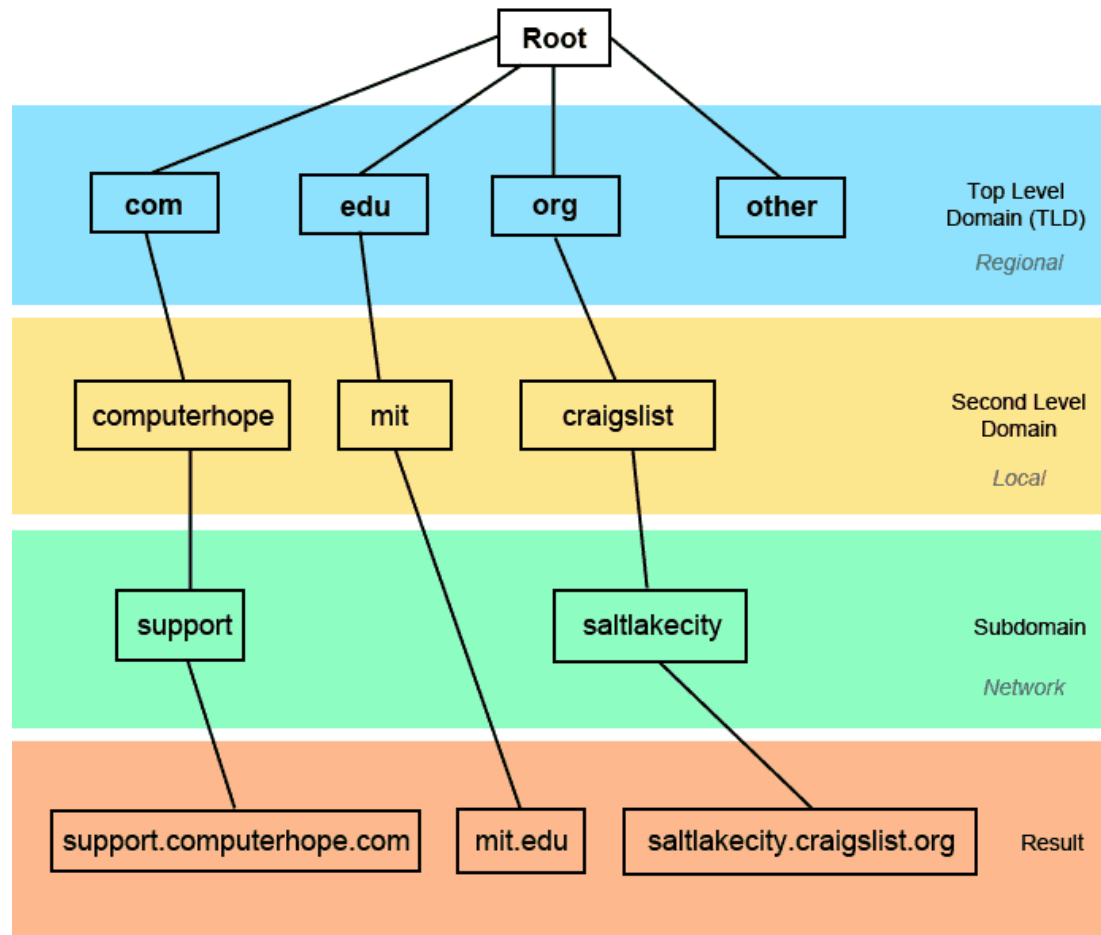 Root
com
edu
org
other
Top Level
Domain (TLD)
Regional
computerhope
mit
craigslist
Second Level
Domain
Local
support
saltlakecity
Subdomain
Network
support.computerhope.com
mit.edu
saltlakecity.craigslist.org
Result